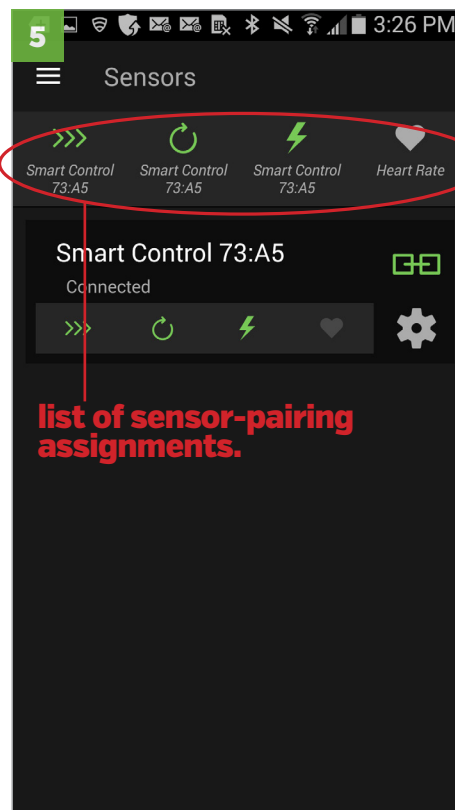 5
3:26 PM
Sensors
Smart Control 73:A5
Smart Control 73:A5
Smart Control 73:A5
Heart Rate
Smart Control 73:A5
Connected
list of sensor-pairing
assignments.